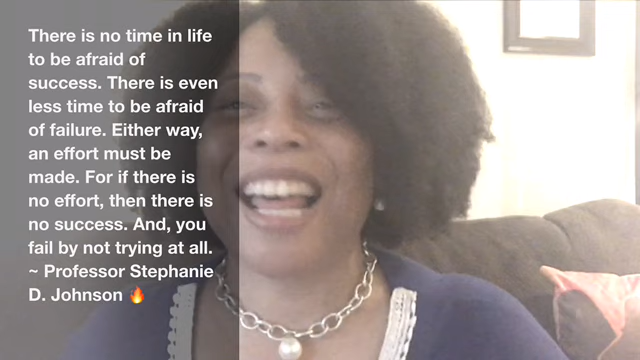 There is no time in life
to be afraid of
success. There is even
less time to be afraid
of failure. Either way,
an effort must be
made. For if there is
no effort, then there is
no success. And, you
fail by not trying at all.
~ Professor Stephanie
D. Johnson 🔥